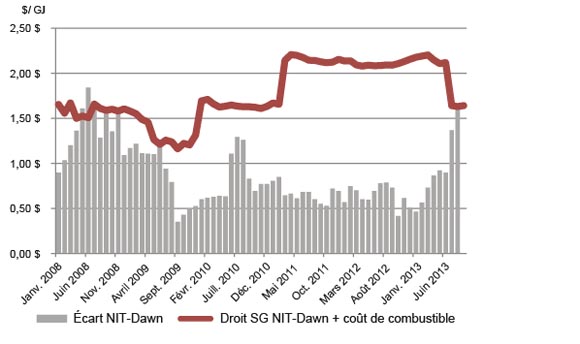 $/ GJ
2,50 $
2,00 $
1,50 $
1,00 $
0,50 $
0,00 $
Janv. 2008
Juin 2008
Nov. 2008
Avril 2009
Sept. 2009
Févr. 2010
Juil. 2010
Déc. 2010
Mai 2011
Oct. 2011
Mars 2012
Août 2012
Janv. 2013
Juin 2013
Écart NIT-Dawn
Droit SG NIT-Dawn + coût de combustible